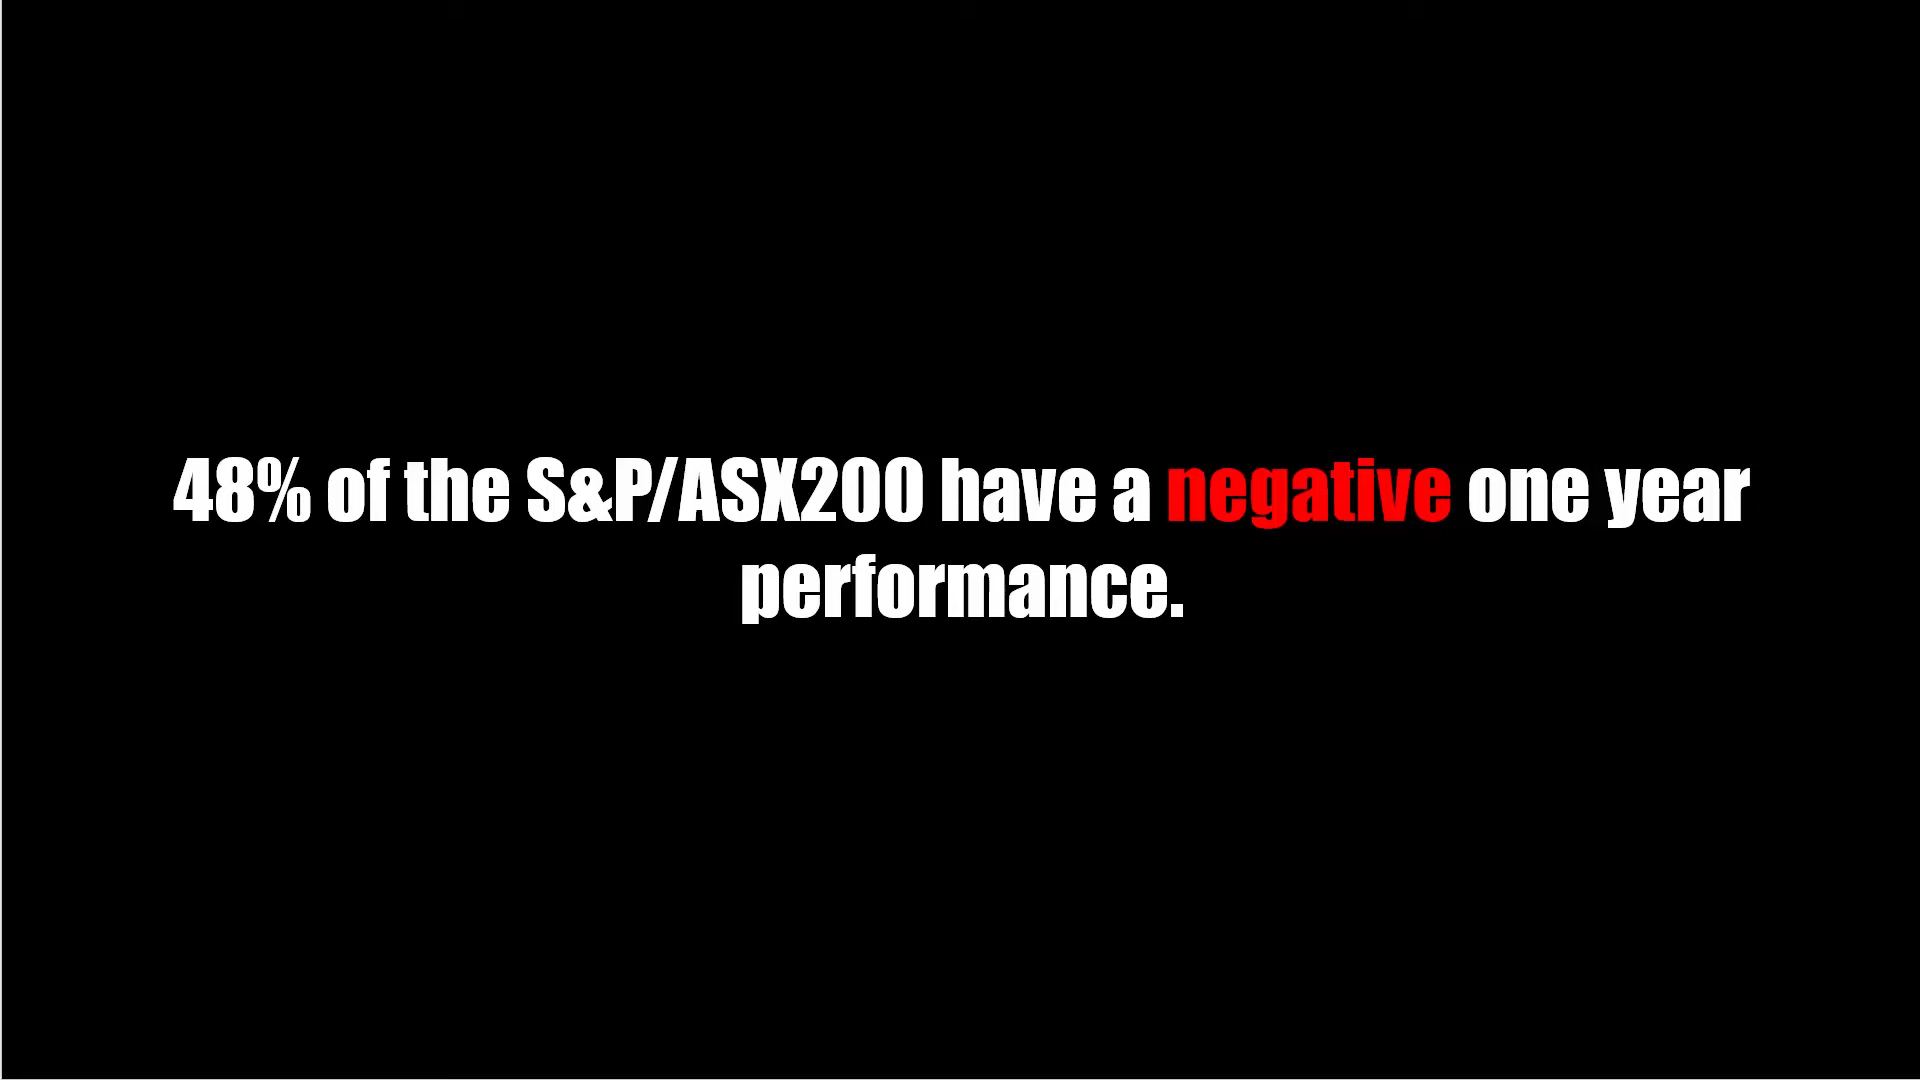 48% of the S&P/ASX200 have a negative one year
performance.